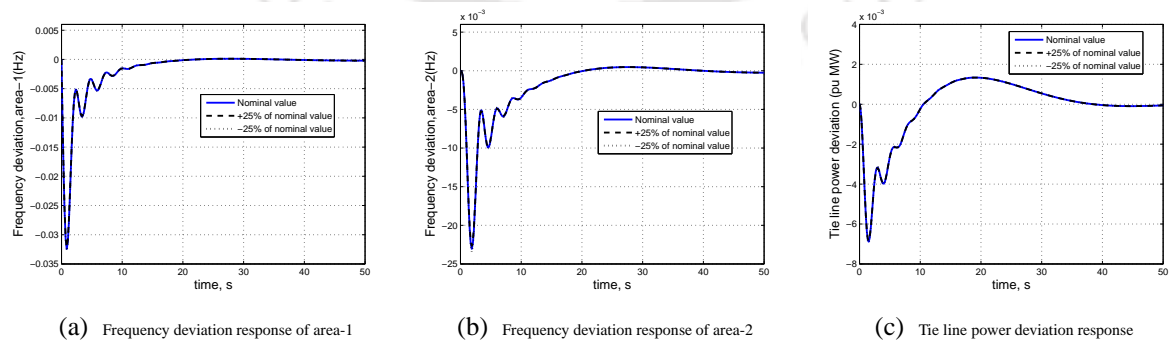 Frequency deviation,area−1(Hz)
0.005
0
−0.005
−0.01
−0.015
−0.02
−0.025
−0.03
−0.035
0 10 20 30 40 50
time, s
Nominal value
+25% of nominal value
−25% of nominal value
(a) Frequency deviation response of area-1
Frequency deviation,area−2(Hz)
x 10⁻³
5
0
−5
−10
−15
−20
−25
0 10 20 30 40 50
time, s
Nominal value
+25% of nominal value
−25% of nominal value
(b) Frequency deviation response of area-2
Tie line power deviation (pu MW)
x 10⁻³
4
2
0
−2
−4
−6
−8
0 10 20 30 40 50
time, s
Nominal value
+25% of nominal value
−25% of nominal value
(c) Tie line power deviation response